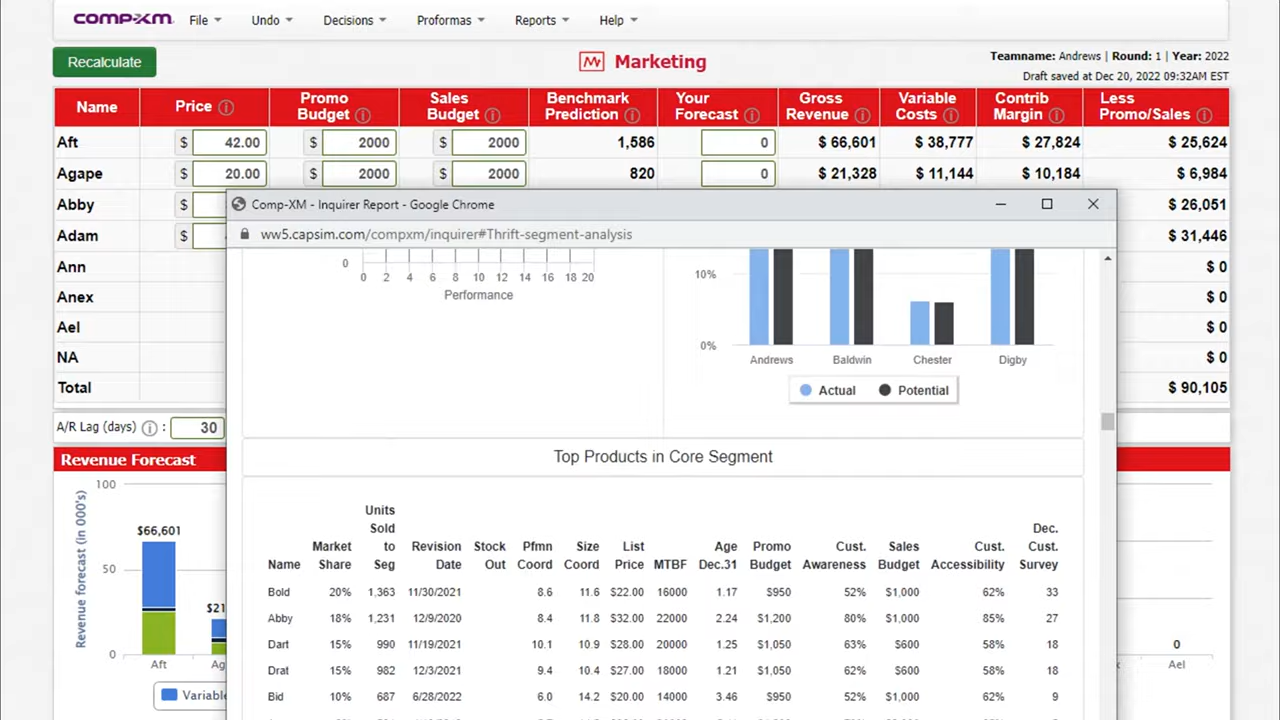 COMP-XM File Undo Decisions Proformas Reports Help
Recalculate
Marketing
Teamname: Andrews | Round: 1 | Year: 2022
Draft saved at Dec 20, 2022 09:32AM EST
Name Price Promo Budget Sales Budget Benchmark Prediction Your Forecast Gross Revenue Variable Costs Contrib Margin Less Promo/Sales
Aft $ 42.00 $ 2000 $ 2000 1,586 0 $ 66,601 $ 38,777 $ 27,824 $ 25,624
Agape $ 20.00 $ 2000 $ 2000 820 0 $ 21,328 $ 11,144 $ 10,184 $ 6,984
Abby $ $ 26,051
Adam $ $ 31,446
Ann $ 0
Anex $ 0
Ael $ 0
NA $ 0
Total $ 90,105
A/R Lag (days) : 30
Revenue Forecast
Revenue forecast (in 000's)
100
50
0
$66,601
$21
Aft
Ag
Variable
0
Ael
Comp-XM - Inquirer Report - Google Chrome
ww5.capsim.com/compxm/inquirer#Thrift-segment-analysis
0
0 2 4 6 8 10 12 14 16 18 20
Performance
10%
0%
Andrews Baldwin Chester Digby
Actual Potential
Top Products in Core Segment
Name Market Share Units Sold to Seg Revision Date Stock Out Pfmn Coord Size Coord List Price MTBF Age Dec.31 Promo Budget Cust. Awareness Sales Budget Cust. Accessibility Dec. Cust. Survey
Bold 20% 1,363 11/30/2021 8.6 11.6 $22.00 16000 1.17 $950 52% $1,000 62% 33
Abby 18% 1,231 12/9/2020 8.4 11.8 $32.00 22000 2.24 $1,200 80% $1,000 85% 27
Dart 15% 990 11/19/2021 10.1 10.9 $28.00 20000 1.25 $1,050 63% $600 58% 18
Drat 15% 982 12/3/2021 9.4 10.4 $27.00 18000 1.21 $1,050 62% $600 58% 18
Bid 10% 687 6/28/2022 6.0 14.2 $20.00 14000 3.46 $950 52% $1,000 62% 9